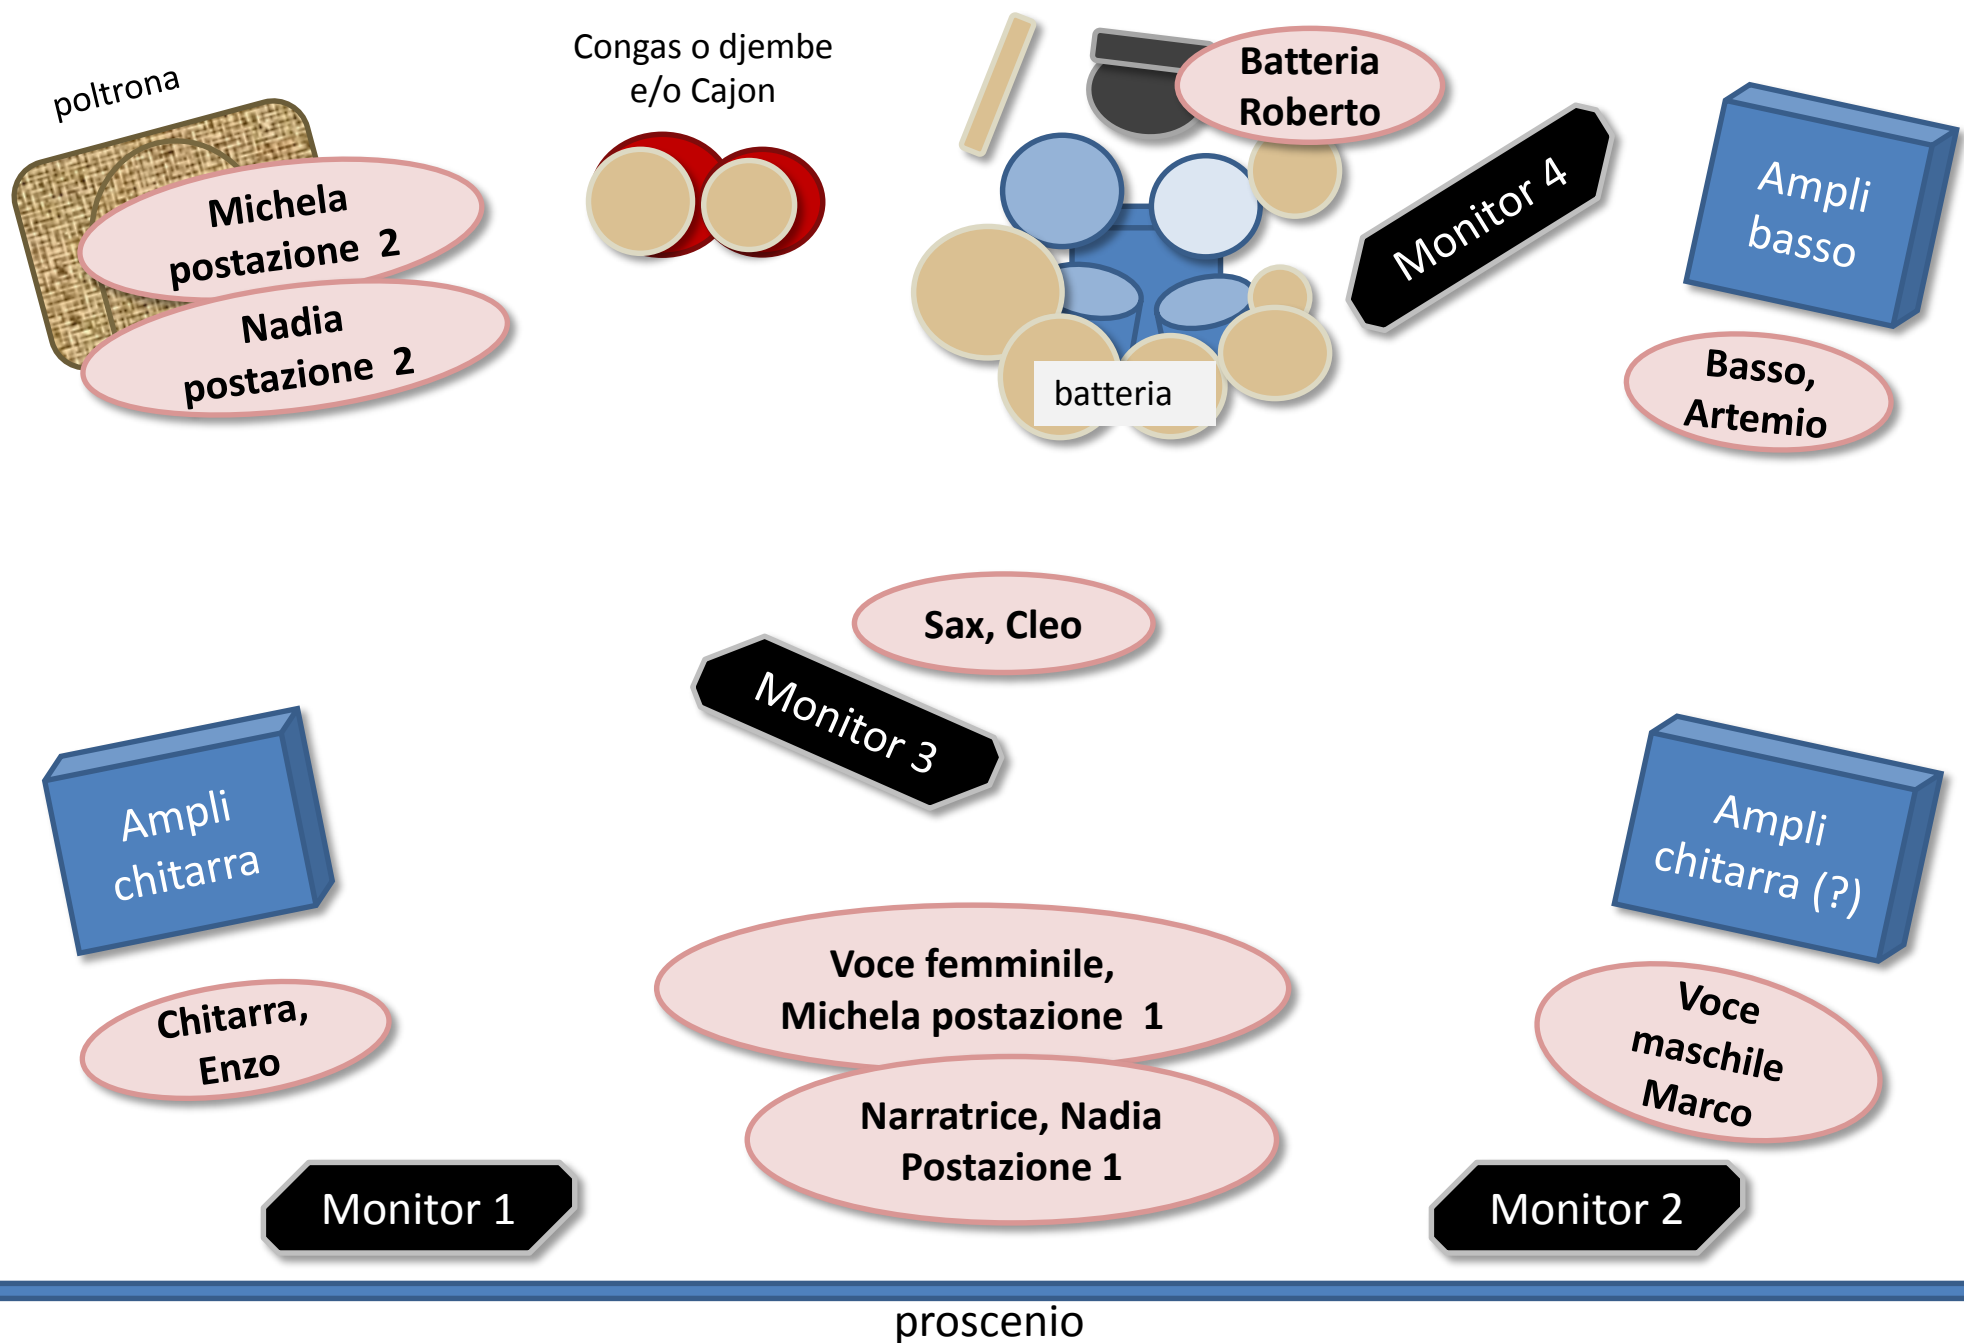 poltrona
Congas o djembe
e/o Cajon
Batteria
Roberto
Michela
postazione 2
Nadia
postazione 2
Monitor 4
Ampli
basso
batteria
Basso,
Artemio
Sax, Cleo
Monitor 3
Ampli
chitarra
Ampli
chitarra (?)
Voce femminile,
Michela postazione 1
Chitarra,
Enzo
Voce
maschile
Marco
Narratrice, Nadia
Postazione 1
Monitor 1
Monitor 2
proscenio